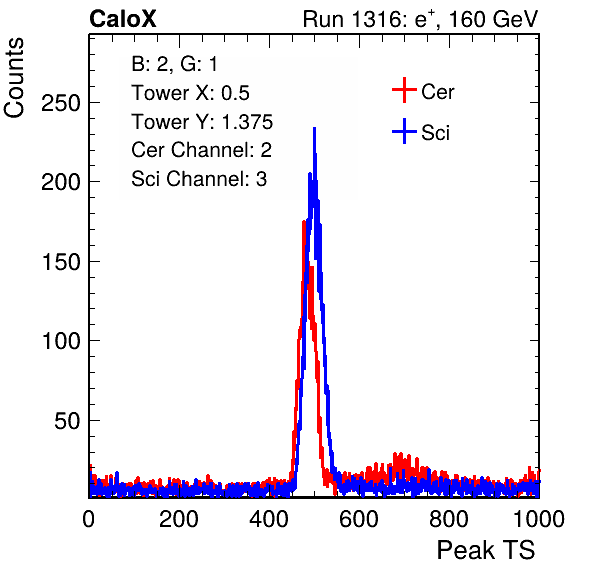 CaloX Run 1316: e+, 160 GeV
Counts
B: 2, G: 1
Tower X: 0.5
Tower Y: 1.375
Cer Channel: 2
Sci Channel: 3
Cer
Sci
250
200
150
100
50
0 200 400 600 800 1000
Peak TS